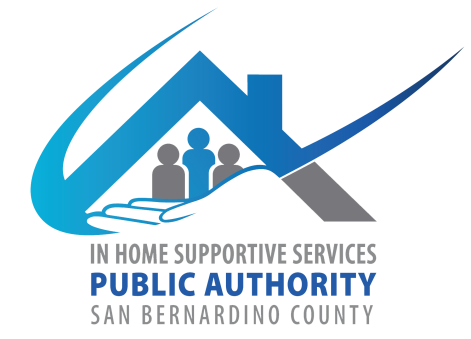 IN HOME SUPPORTIVE SERVICES
PUBLIC AUTHORITY
SAN BERNARDINO COUNTY